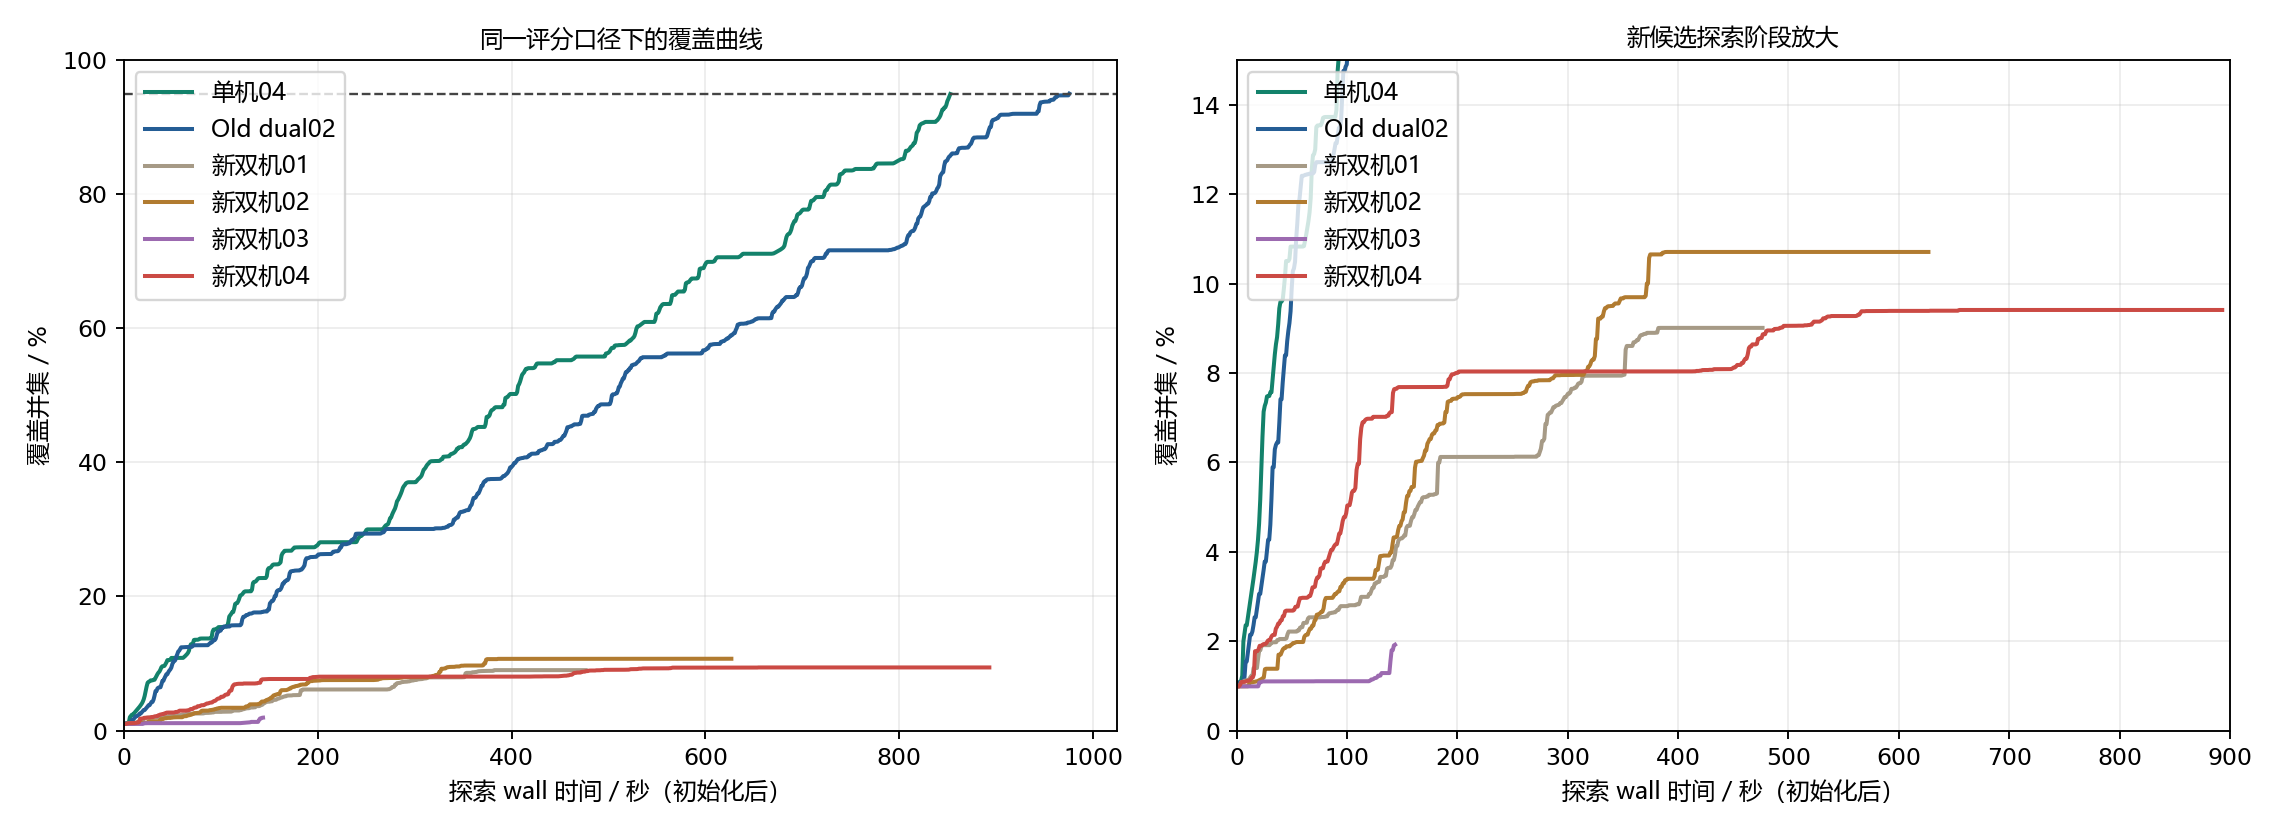 同一评分口径下的覆盖曲线
100
80
60
40
20
0
覆盖并集 / %
单机04
Old dual02
新双机01
新双机02
新双机03
新双机04
0 200 400 600 800 1000
探索 wall 时间 / 秒（初始化后）
新候选探索阶段放大
14
12
10
8
6
4
2
0
覆盖并集 / %
单机04
Old dual02
新双机01
新双机02
新双机03
新双机04
0 100 200 300 400 500 600 700 800 900
探索 wall 时间 / 秒（初始化后）